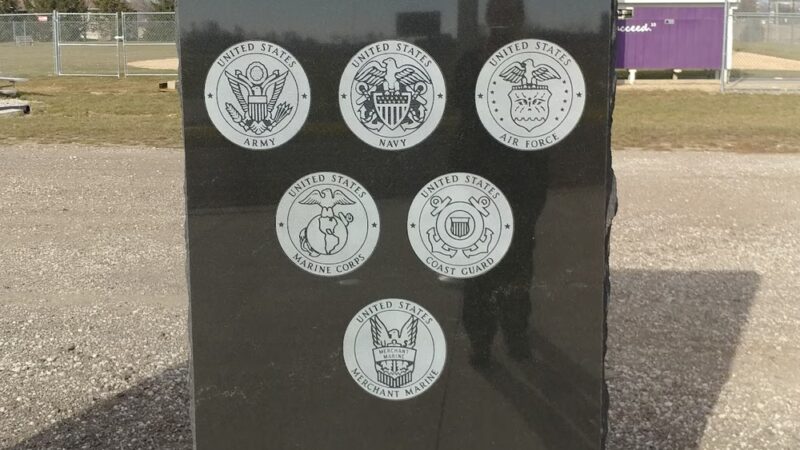 UNITED STATES
ARMY
UNITED STATES
NAVY
UNITED STATES
AIR FORCE
UNITED STATES
MARINE CORPS
UNITED STATES
COAST GUARD
UNITED STATES
MERCHANT
MARINE
MERCHANT MARINE